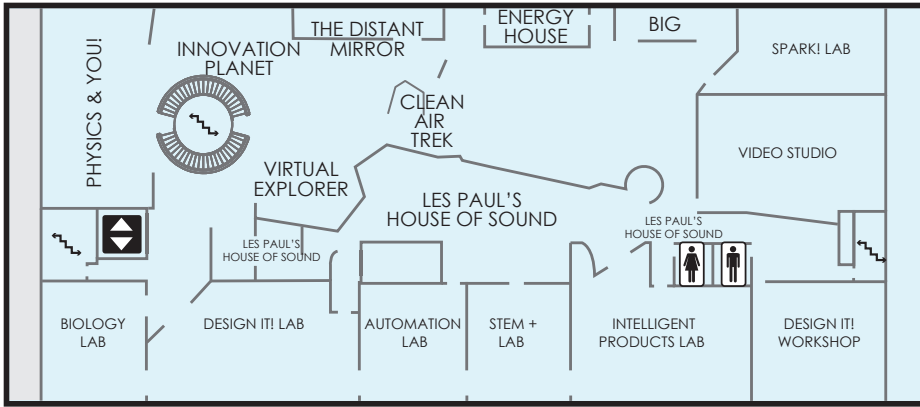 PHYSICS & YOU!
INNOVATION
PLANET
THE DISTANT
MIRROR
ENERGY
HOUSE
BIG
SPARK! LAB
CLEAN
AIR
TREK
VIDEO STUDIO
VIRTUAL
EXPLORER
LES PAUL'S
HOUSE OF SOUND
LES PAUL'S
HOUSE OF SOUND
LES PAUL'S
HOUSE OF SOUND
BIOLOGY
LAB
DESIGN IT! LAB
AUTOMATION
LAB
STEM +
LAB
INTELLIGENT
PRODUCTS LAB
DESIGN IT!
WORKSHOP